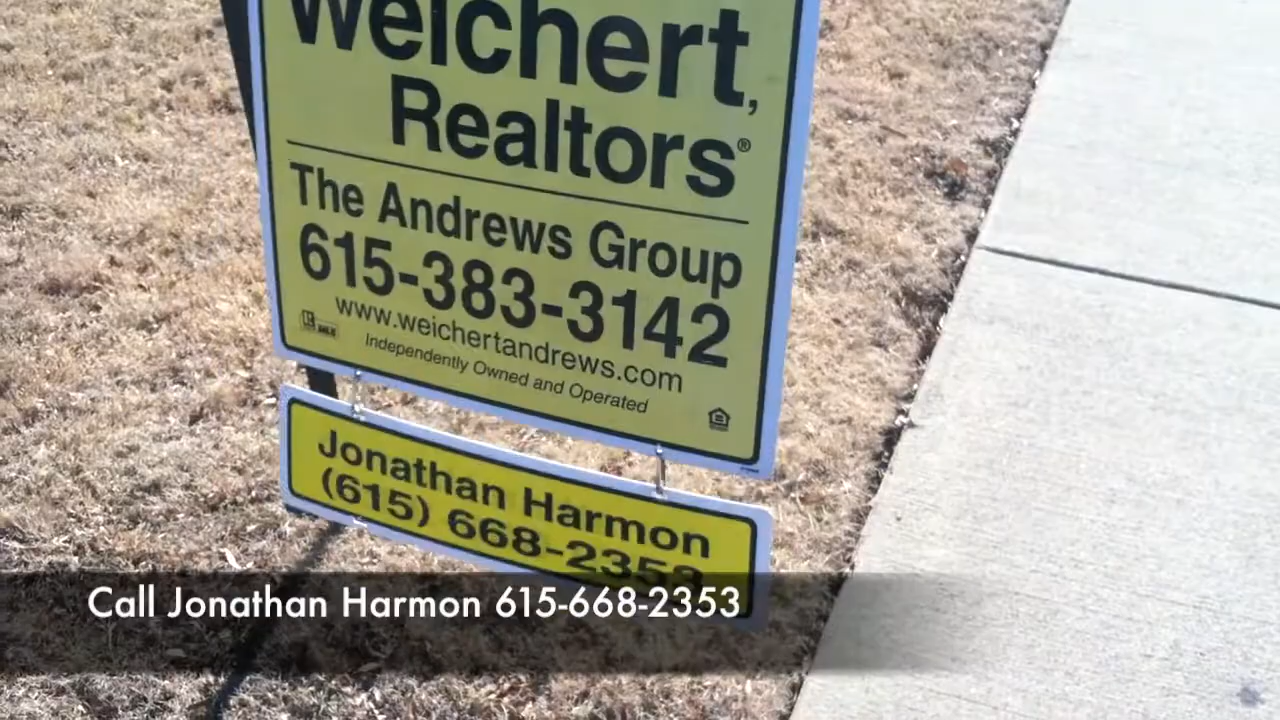 Weichert,
Realtors®
The Andrews Group
615-383-3142
www.weichertandrews.com
Independently Owned and Operated
Jonathan Harmon
(615) 668-2353
Call Jonathan Harmon 615-668-2353